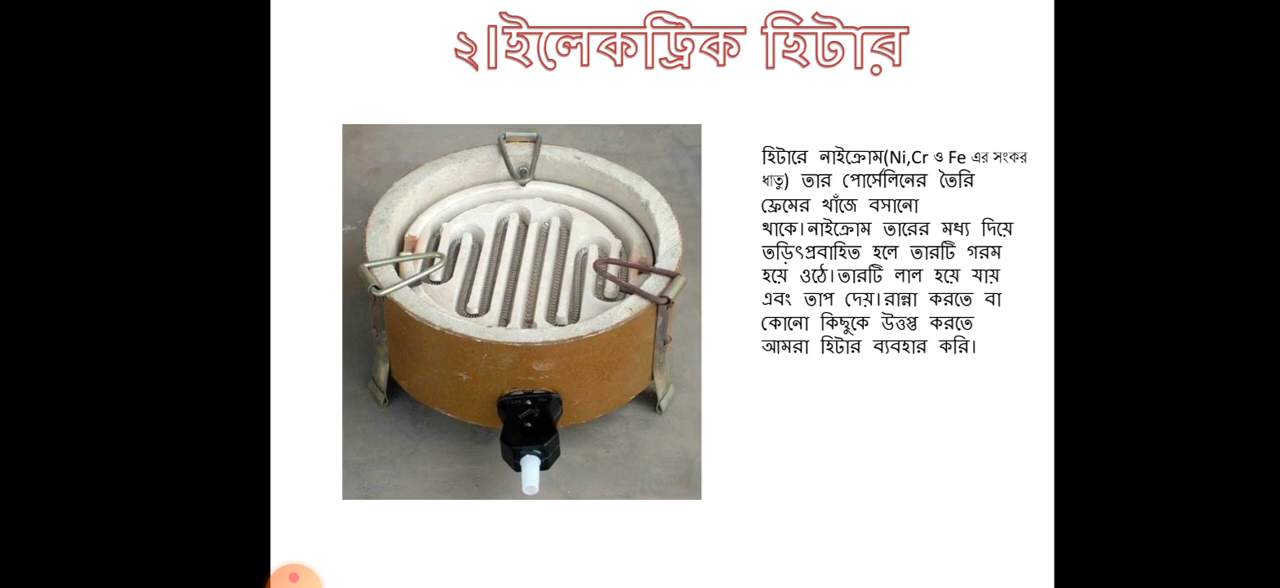 ২।ইলেকট্রিক হিটার
হিটারে নাইক্রোম(Ni,Cr ও Fe এর সংকর
ধাতু) তার পোর্সেলিনের তৈরি
ফ্রেমের খাঁজে বসানো
থাকে।নাইক্রোম তারের মধ্য দিয়ে
তড়িৎপ্রবাহিত হলে তারটি গরম
হয়ে ওঠে।তারটি লাল হয়ে যায়
এবং তাপ দেয়।রান্না করতে বা
কোনো কিছুকে উত্তপ্ত করতে
আমরা হিটার ব্যবহার করি।